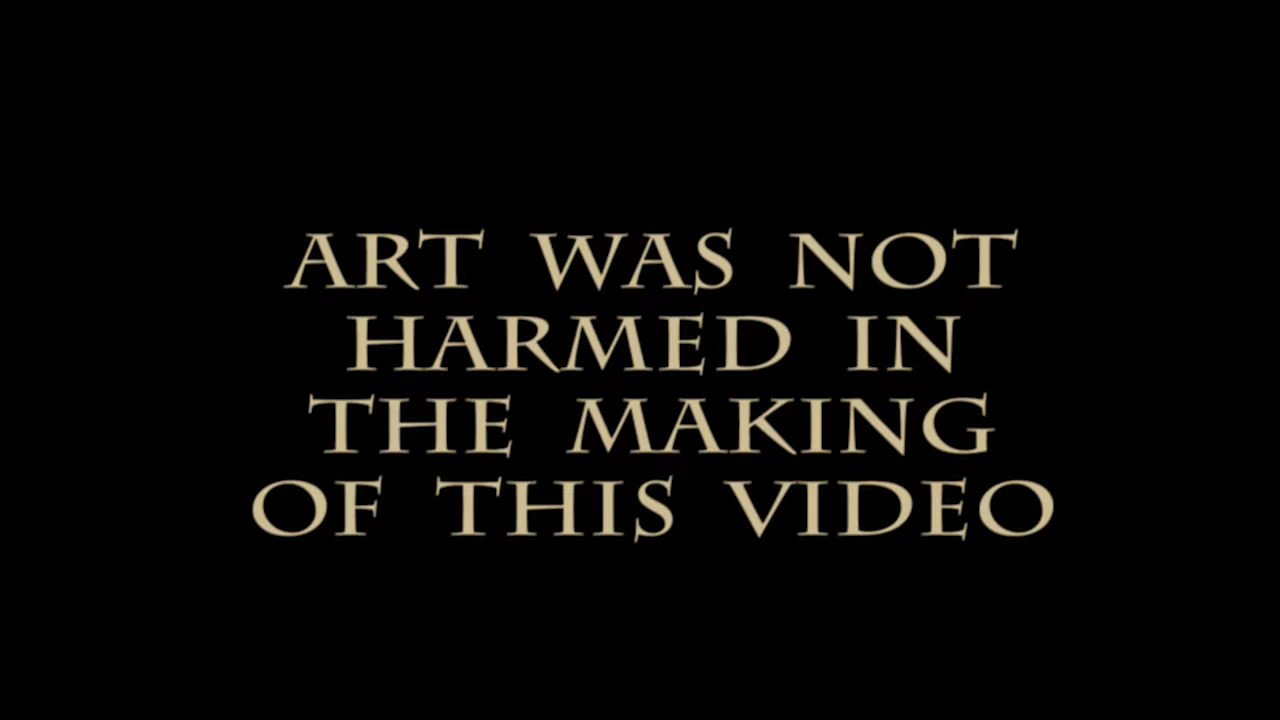 ART WAS NOT
HARMED IN
THE MAKING
OF THIS VIDEO